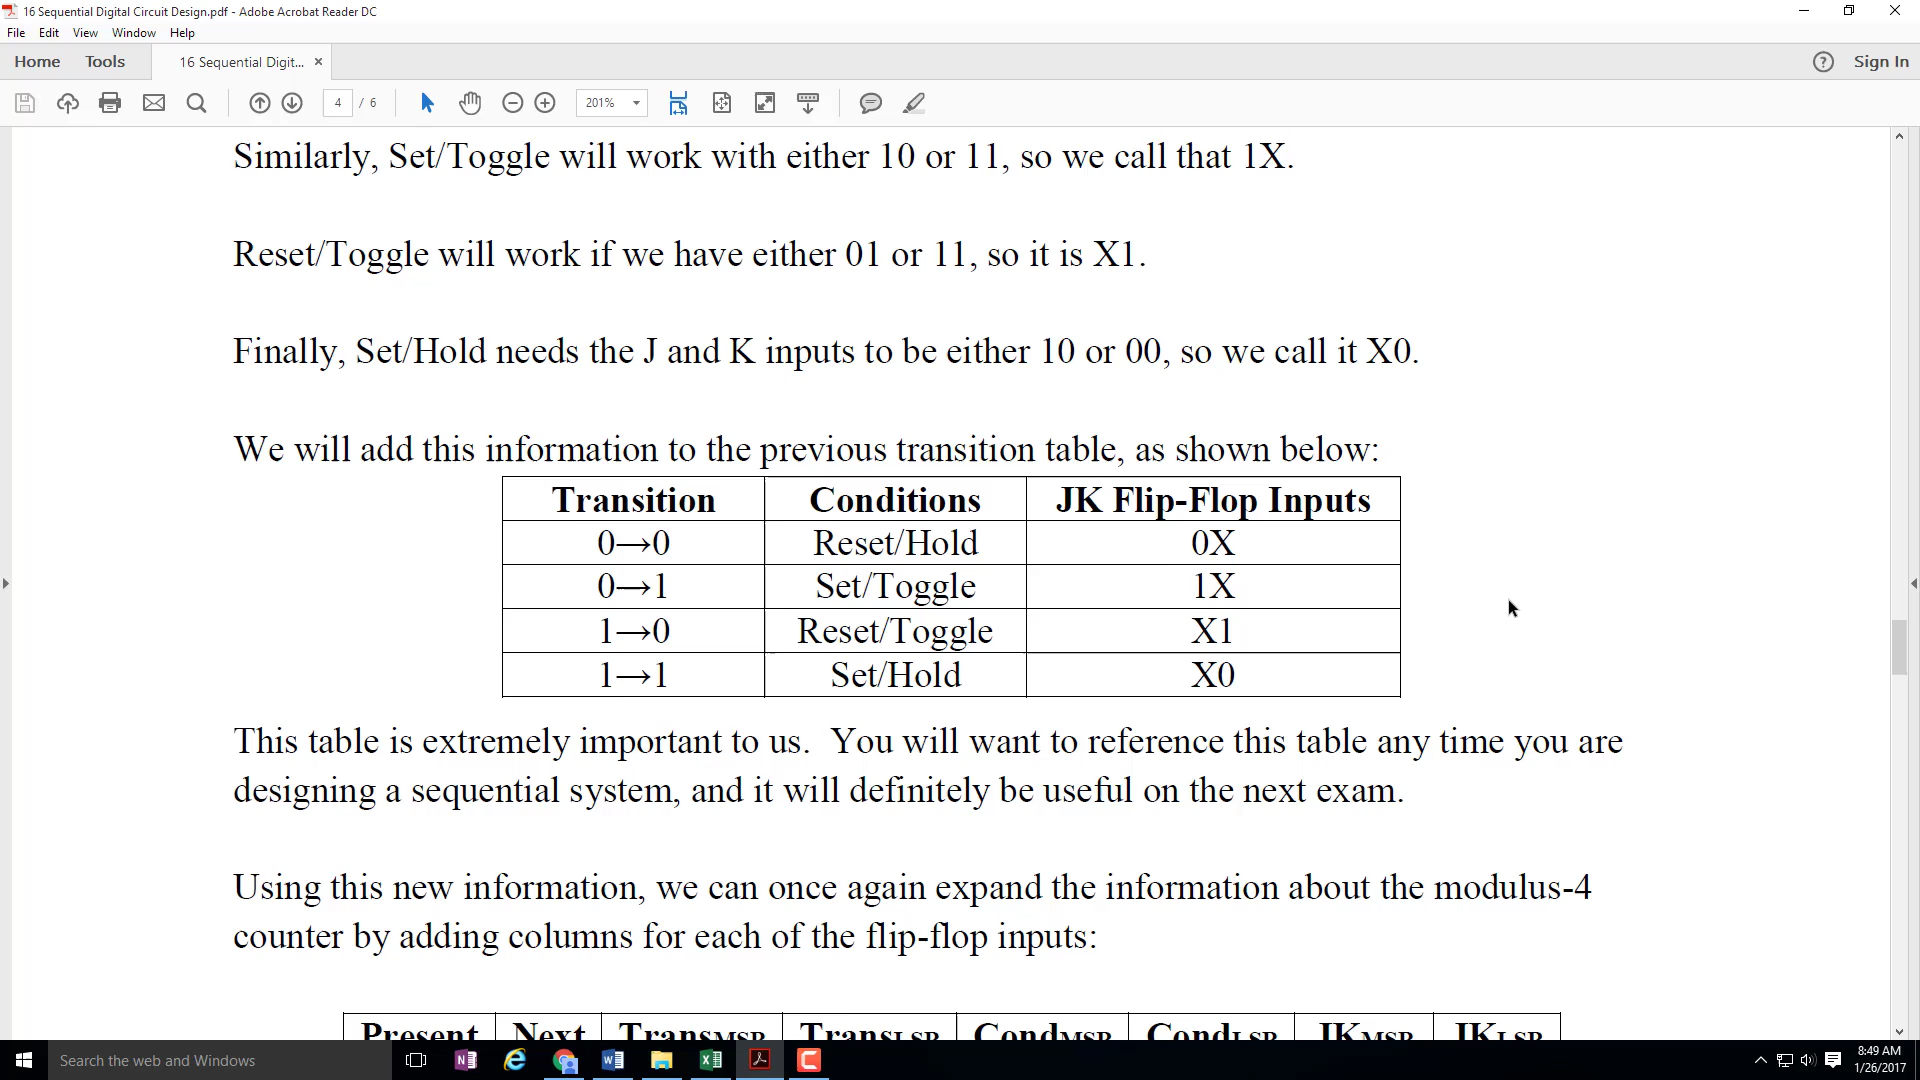 16 Sequential Digital Circuit Design.pdf - Adobe Acrobat Reader DC
File Edit View Window Help
Home Tools 16 Sequential Digit... × Sign In
4 / 6 201%
Similarly, Set/Toggle will work with either 10 or 11, so we call that 1X.
Reset/Toggle will work if we have either 01 or 11, so it is X1.
Finally, Set/Hold needs the J and K inputs to be either 10 or 00, so we call it X0.
We will add this information to the previous transition table, as shown below:
Transition Conditions JK Flip-Flop Inputs
0→0 Reset/Hold 0X
0→1 Set/Toggle 1X
1→0 Reset/Toggle X1
1→1 Set/Hold X0
This table is extremely important to us. You will want to reference this table any time you are
designing a sequential system, and it will definitely be useful on the next exam.
Using this new information, we can once again expand the information about the modulus-4
counter by adding columns for each of the flip-flop inputs:
Present Next TransMSB TransLSB CondMSB CondLSB JKMSB JKLSB
Search the web and Windows
8:49 AM
1/26/2017